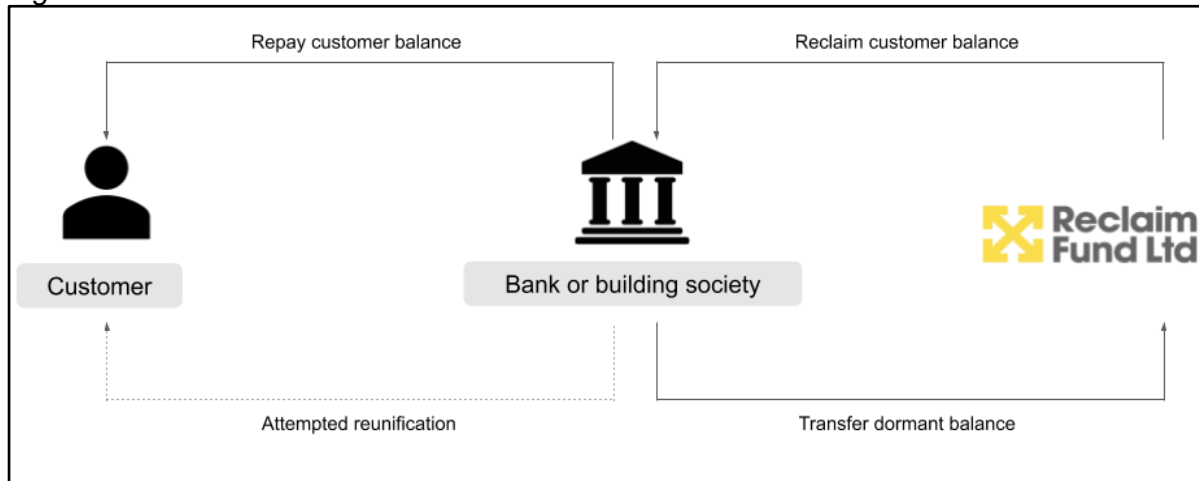 Repay customer balance
Reclaim customer balance
Reclaim
Fund Ltd
Customer
Bank or building society
Attempted reunification
Transfer dormant balance